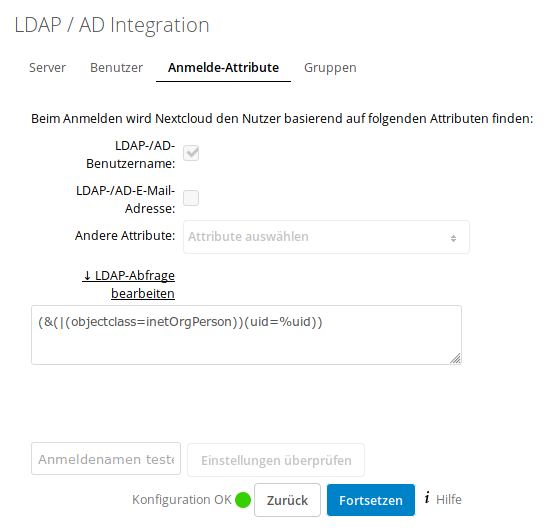 LDAP / AD Integration
Server Benutzer Anmelde-Attribute Gruppen
Beim Anmelden wird Nextcloud den Nutzer basierend auf folgenden Attributen finden:
LDAP-/AD-
Benutzername:
LDAP-/AD-E-Mail-
Adresse:
Andere Attribute: Attribute auswählen
↓ LDAP-Abfrage
bearbeiten
(&(|(objectclass=inetOrgPerson))(uid=%uid))
Anmeldenamen teste Einstellungen überprüfen
Konfiguration OK Zurück Fortsetzen i Hilfe